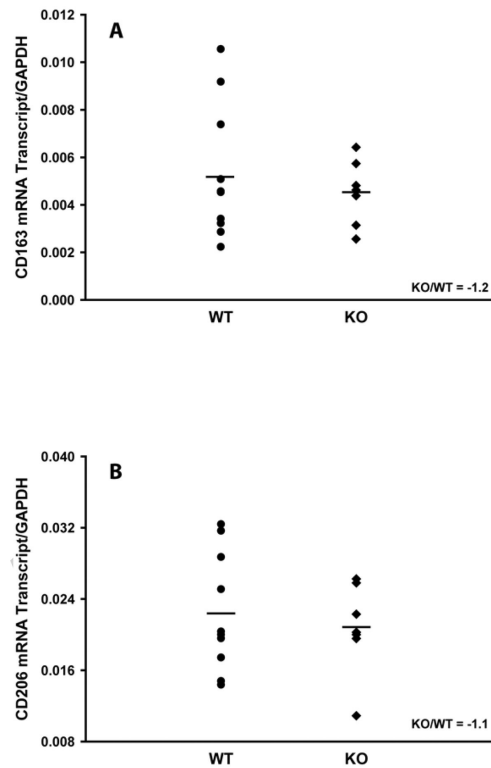 A
CD163 mRNA Transcript/GAPDH
0.012
0.010
0.008
0.006
0.004
0.002
0.000
KO/WT = -1.2
WT KO
B
CD206 mRNA Transcript/GAPDH
0.040
0.032
0.024
0.016
0.008
KO/WT = -1.1
WT KO